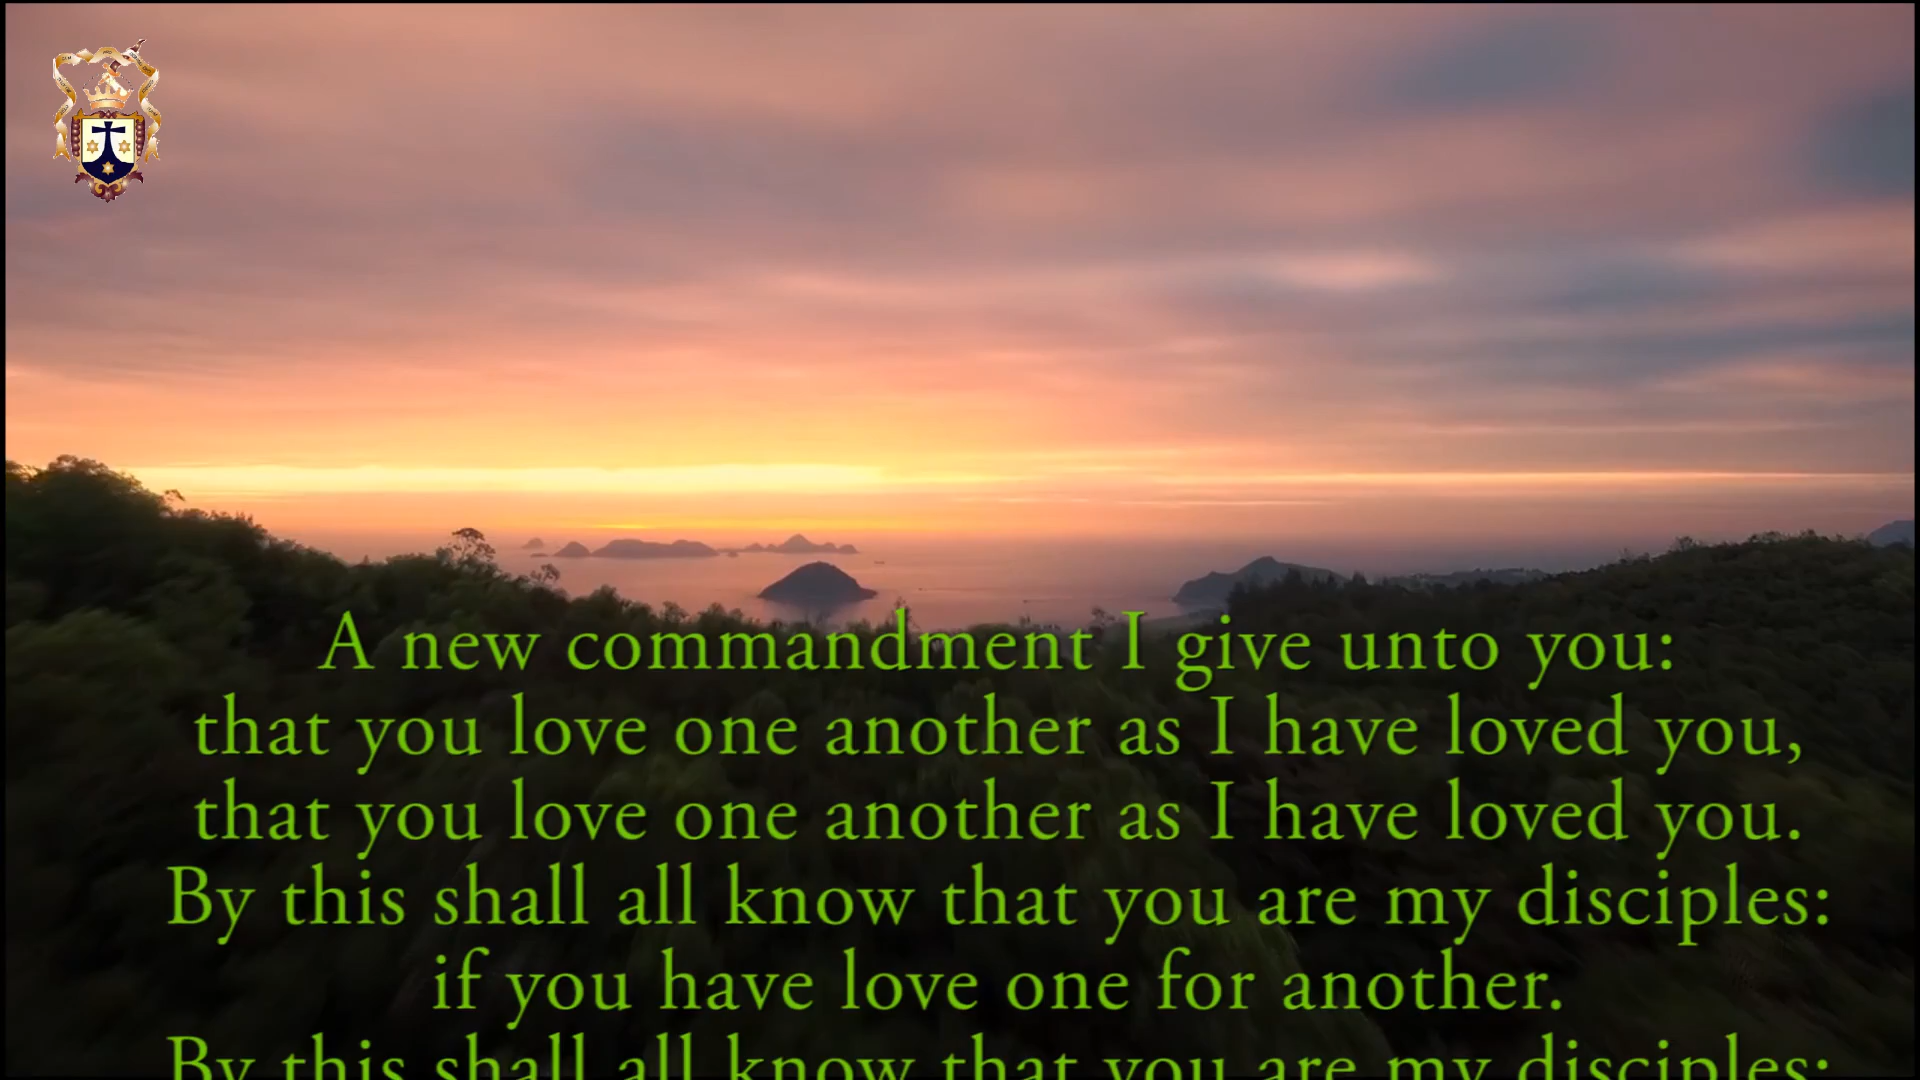 A new commandment I give unto you:
that you love one another as I have loved you,
that you love one another as I have loved you.
By this shall all know that you are my disciples:
if you have love one for another.
By this shall all know that you are my disciples: